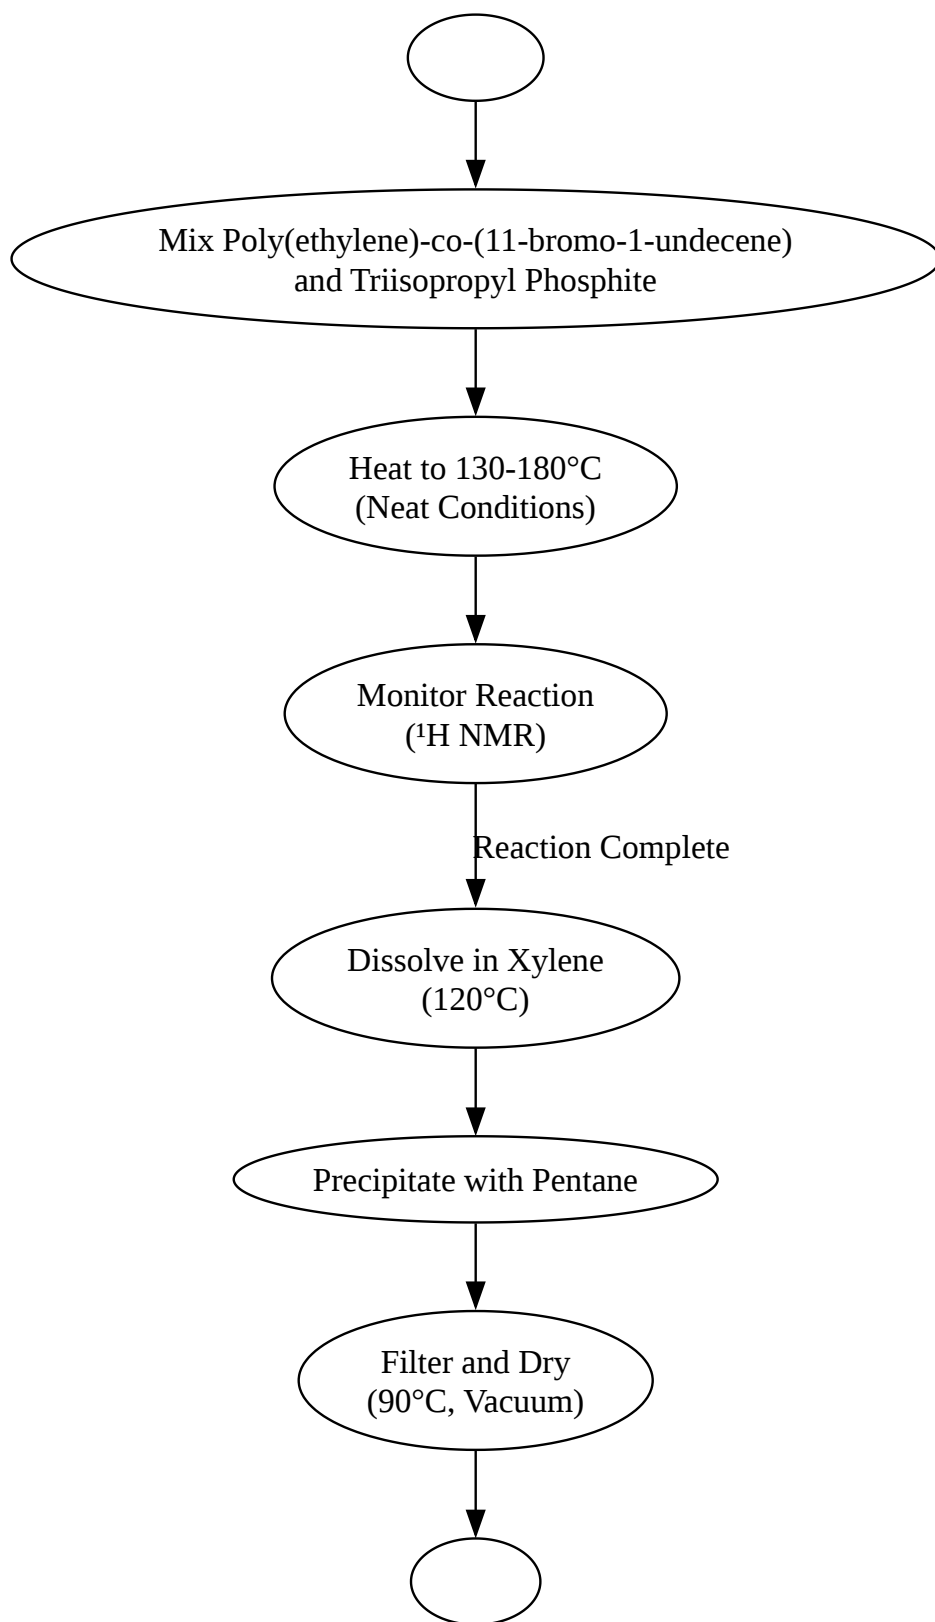 Mix Poly(ethylene)-co-(11-bromo-1-undecene)
and Triisopropyl Phosphite
Heat to 130-180°C
(Neat Conditions)
Monitor Reaction
(¹H NMR)
Reaction Complete
Dissolve in Xylene
(120°C)
Precipitate with Pentane
Filter and Dry
(90°C, Vacuum)